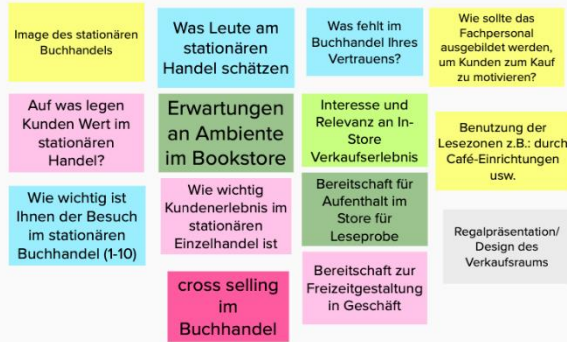 Image des stationären
Buchhandels
Was Leute am
stationären
Handel schätzen
Was fehlt im
Buchhandel Ihres
Vertrauens?
Wie sollte das
Fachpersonal
ausgebildet werden,
um Kunden zum Kauf
zu motivieren?
Auf was legen
Kunden Wert im
stationären
Handel?
Erwartungen
an Ambiente
im Bookstore
Interesse und
Relevanz an In-
Store
Verkaufserlebnis
Benutzung der
Lesezonen z.B.: durch
Café-Einrichtungen
usw.
Wie wichtig ist
Ihnen der Besuch
im stationären
Buchhandel (1-10)
Wie wichtig
Kundenerlebnis im
stationären
Einzelhandel ist
Bereitschaft für
Aufenthalt im
Store für
Leseprobe
Regalpräsentation/
Design des
Verkaufsraums
cross selling
im
Buchhandel
Bereitschaft zur
Freizeitgestaltung
in Geschäft